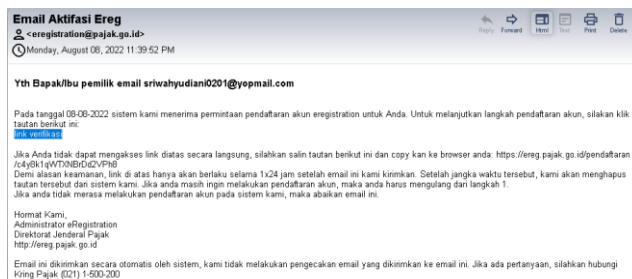 Email Aktifasi Ereg
<eregistration@pajak.go.id>
Monday, August 08, 2022 11:39:52 PM
Reply Forward Html Text Print Delete
Yth Bapak/Ibu pemilik email sriwahyudiani0201@yopmail.com
Pada tanggal 08-08-2022 sistem kami menerima permintaan pendaftaran akun eregistration untuk Anda. Untuk melanjutkan langkah pendaftaran akun, silakan klik
tautan berikut ini:
link verifikasi
Jika Anda tidak dapat mengakses link diatas secara langsung, silahkan salin tautan berikut ini dan copy kan ke browser anda: https://ereg.pajak.go.id/pendaftaran
/c4yBk1qWTXNBrDd2VPh8
Demi alasan keamanan, link di atas hanya akan berlaku selama 1x24 jam setelah email ini kami kirimkan. Setelah jangka waktu tersebut, kami akan menghapus
tautan tersebut dari sistem kami. Jika anda masih ingin melakukan pendaftaran akun, maka anda harus mengulang dari langkah 1.
Jika anda tidak merasa melakukan pendaftaran akun pada sistem kami, maka abaikan email ini.
Hormat Kami,
Administrator eRegistration
Direktorat Jenderal Pajak
http://ereg.pajak.go.id
Email ini dikirimkan secara otomatis oleh sistem, kami tidak melakukan pengecekan email yang dikirimkan ke email ini. Jika ada pertanyaan, silahkan hubungi
Kring Pajak (021) 1-500-200